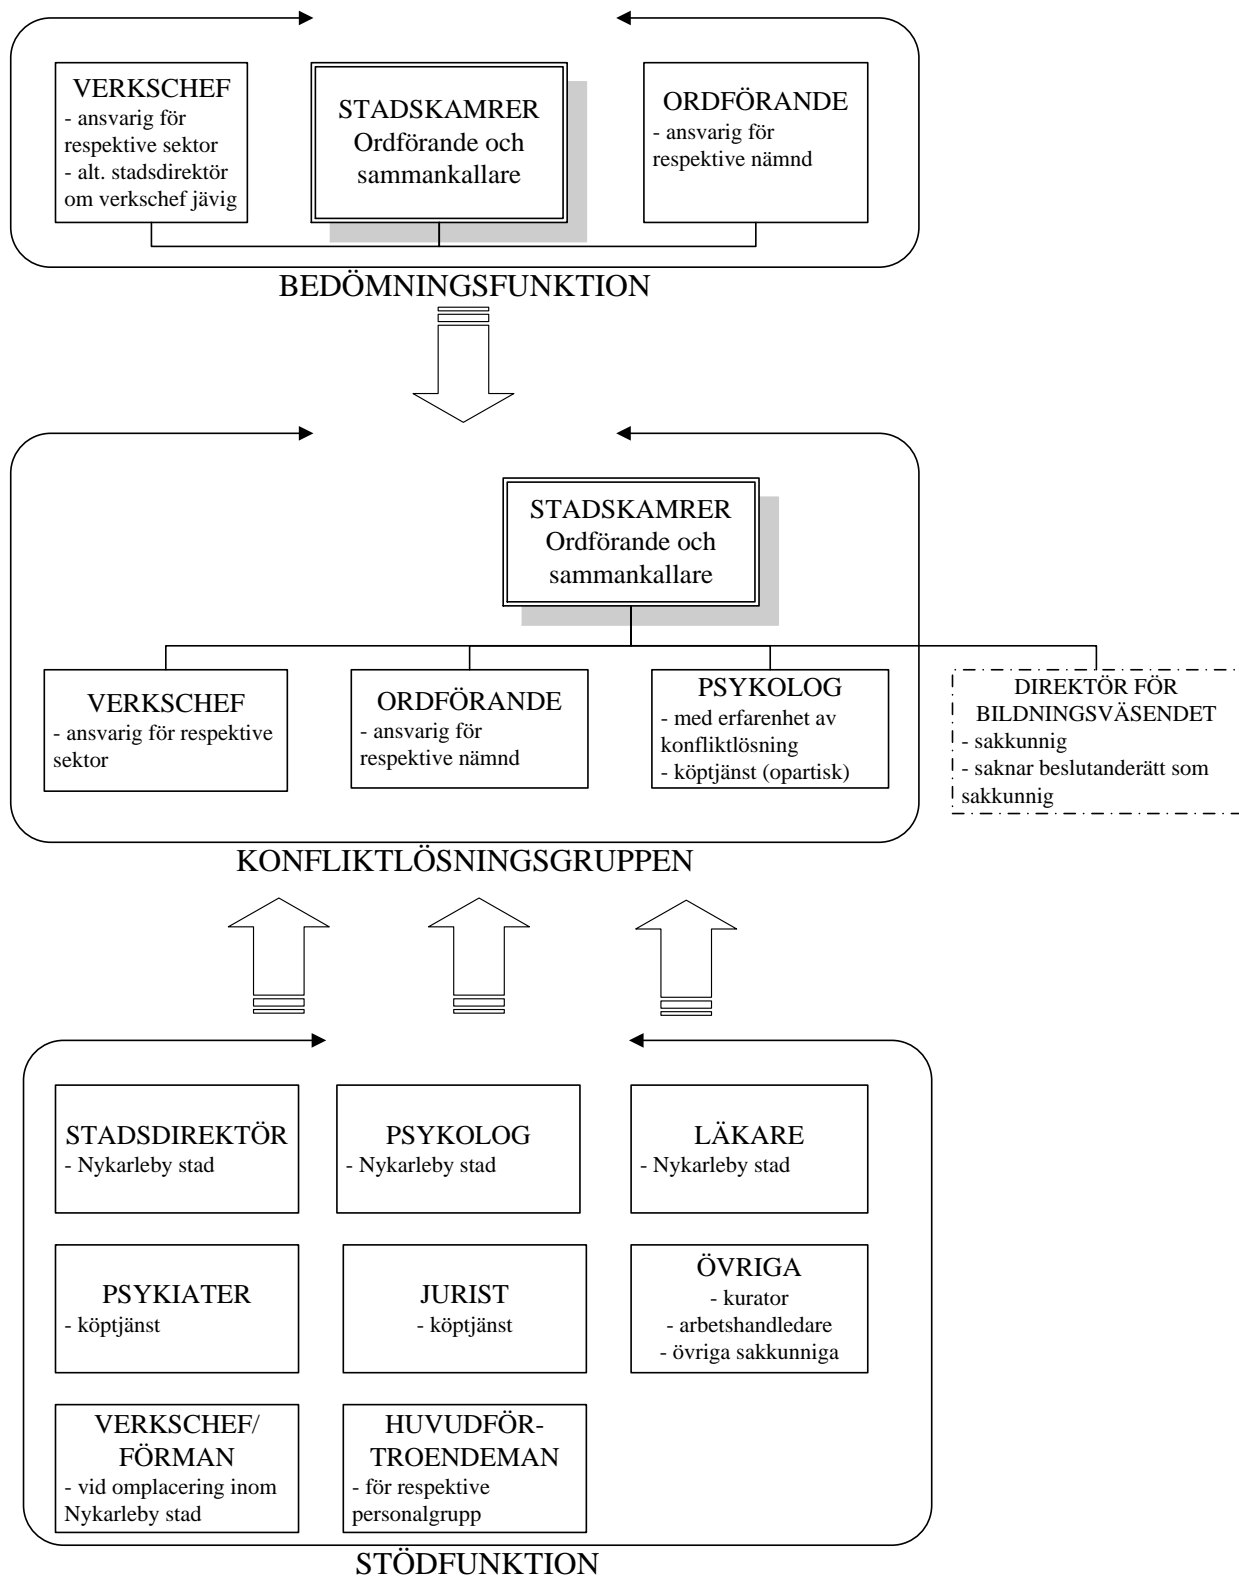 VERKSCHEF
- ansvarig för
respektive sektor
- alt. stadsdirektör
om verkschef jävig
STADSKAMRER
Ordförande och
sammankallare
ORDFÖRANDE
- ansvarig för
respektive nämnd
BEDÖMNINGSFUNKTION
STADSKAMRER
Ordförande och
sammankallare
VERKSCHEF
- ansvarig för respektive
sektor
ORDFÖRANDE
- ansvarig för
respektive nämnd
PSYKOLOG
- med erfarenhet av
konfliktlösning
- köptjänst (opartisk)
DIREKTÖR FÖR
BILDNINGSVÄSENDET
- sakkunnig
- saknar beslutanderätt som
sakkunnig
KONFLIKTLÖSNINGSGRUPPEN
STADSDIREKTÖR
- Nykarleby stad
PSYKOLOG
- Nykarleby stad
LÄKARE
- Nykarleby stad
PSYKIATER
- köptjänst
JURIST
- köptjänst
ÖVRIGA
- kurator
- arbetshandledare
- övriga sakkunniga
VERKSCHEF/
FÖRMAN
- vid omplacering inom
Nykarleby stad
HUVUDFÖR-
TROENDEMAN
- för respektive
personalgrupp
STÖDFUNKTION